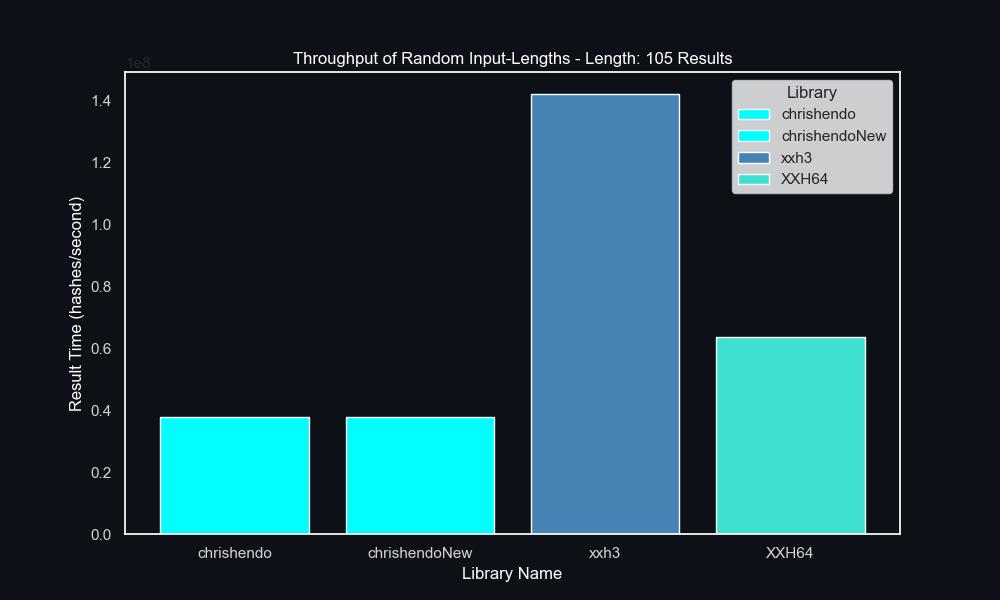 Throughput of Random Input-Lengths - Length: 105 Results
1e8
Library
chrishendo
chrishendoNew
xxh3
XXH64
1.4
1.2
1.0
0.8
0.6
0.4
0.2
0.0
Result Time (hashes/second)
chrishendo
chrishendoNew
xxh3
XXH64
Library Name